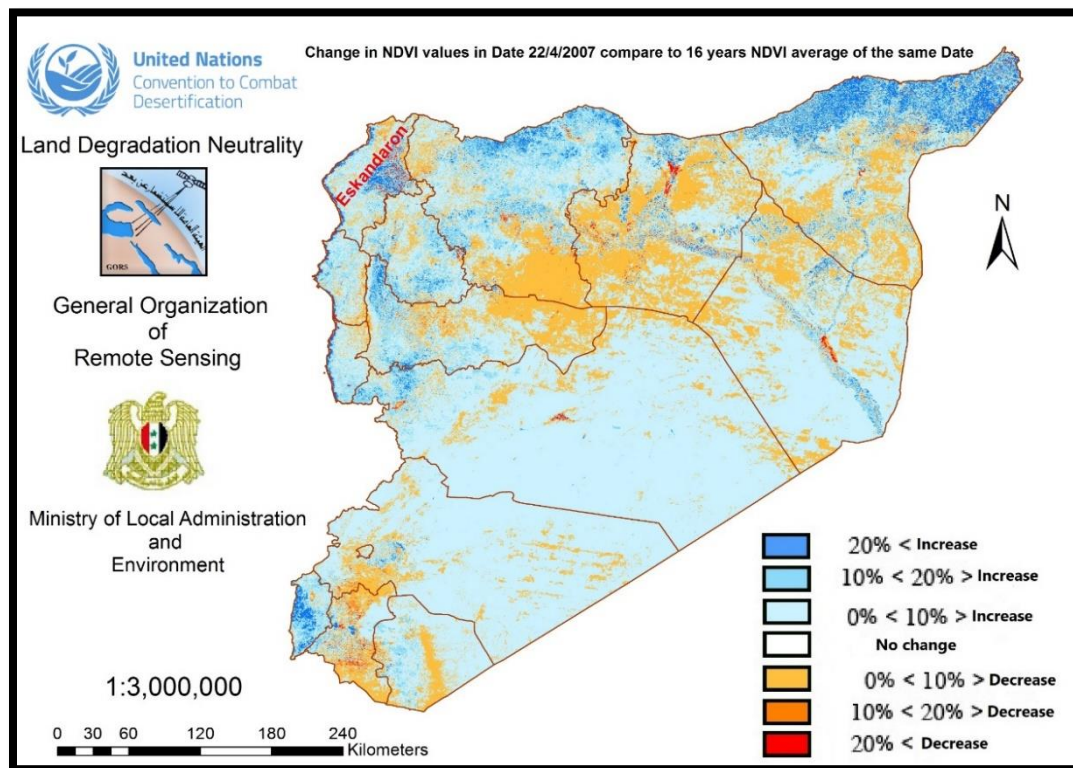 Change in NDVI values in Date 22/4/2007 compare to 16 years NDVI average of the same Date
United Nations
Convention to Combat
Desertification
Land Degradation Neutrality
GORS
General Organization
of
Remote Sensing
Ministry of Local Administration
and
Environment
Eskandaron
N
20% < Increase
10% < 20% > Increase
0% < 10% > Increase
No change
0% < 10% > Decrease
10% < 20% > Decrease
20% < Decrease
1:3,000,000
0 30 60 120 180 240
Kilometers